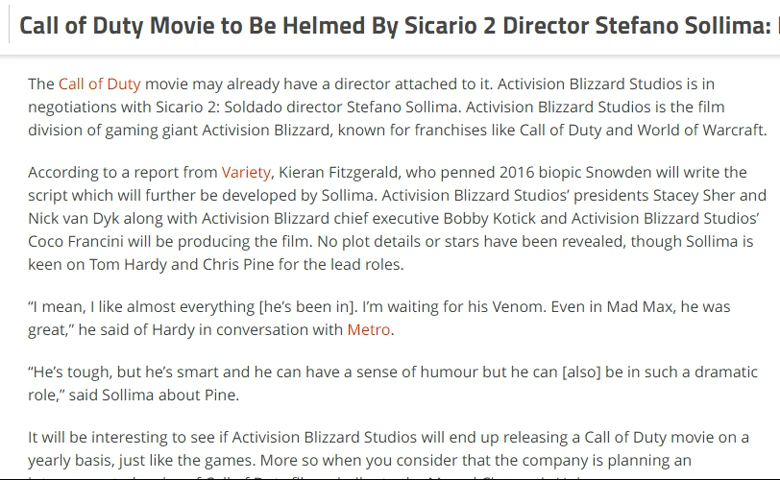 Call of Duty Movie to Be Helmed By Sicario 2 Director Stefano Sollima:
The Call of Duty movie may already have a director attached to it. Activision Blizzard Studios is in
negotiations with Sicario 2: Soldado director Stefano Sollima. Activision Blizzard Studios is the film
division of gaming giant Activision Blizzard, known for franchises like Call of Duty and World of Warcraft.
According to a report from Variety, Kieran Fitzgerald, who penned 2016 biopic Snowden will write the
script which will further be developed by Sollima. Activision Blizzard Studios’ presidents Stacey Sher and
Nick van Dyk along with Activision Blizzard chief executive Bobby Kotick and Activision Blizzard Studios’
Coco Francini will be producing the film. No plot details or stars have been revealed, though Sollima is
keen on Tom Hardy and Chris Pine for the lead roles.
“I mean, I like almost everything [he’s been in]. I’m waiting for his Venom. Even in Mad Max, he was
great,” he said of Hardy in conversation with Metro.
“He’s tough, but he’s smart and he can have a sense of humour but he can [also] be in such a dramatic
role,” said Sollima about Pine.
It will be interesting to see if Activision Blizzard Studios will end up releasing a Call of Duty movie on a
yearly basis, just like the games. More so when you consider that the company is planning an